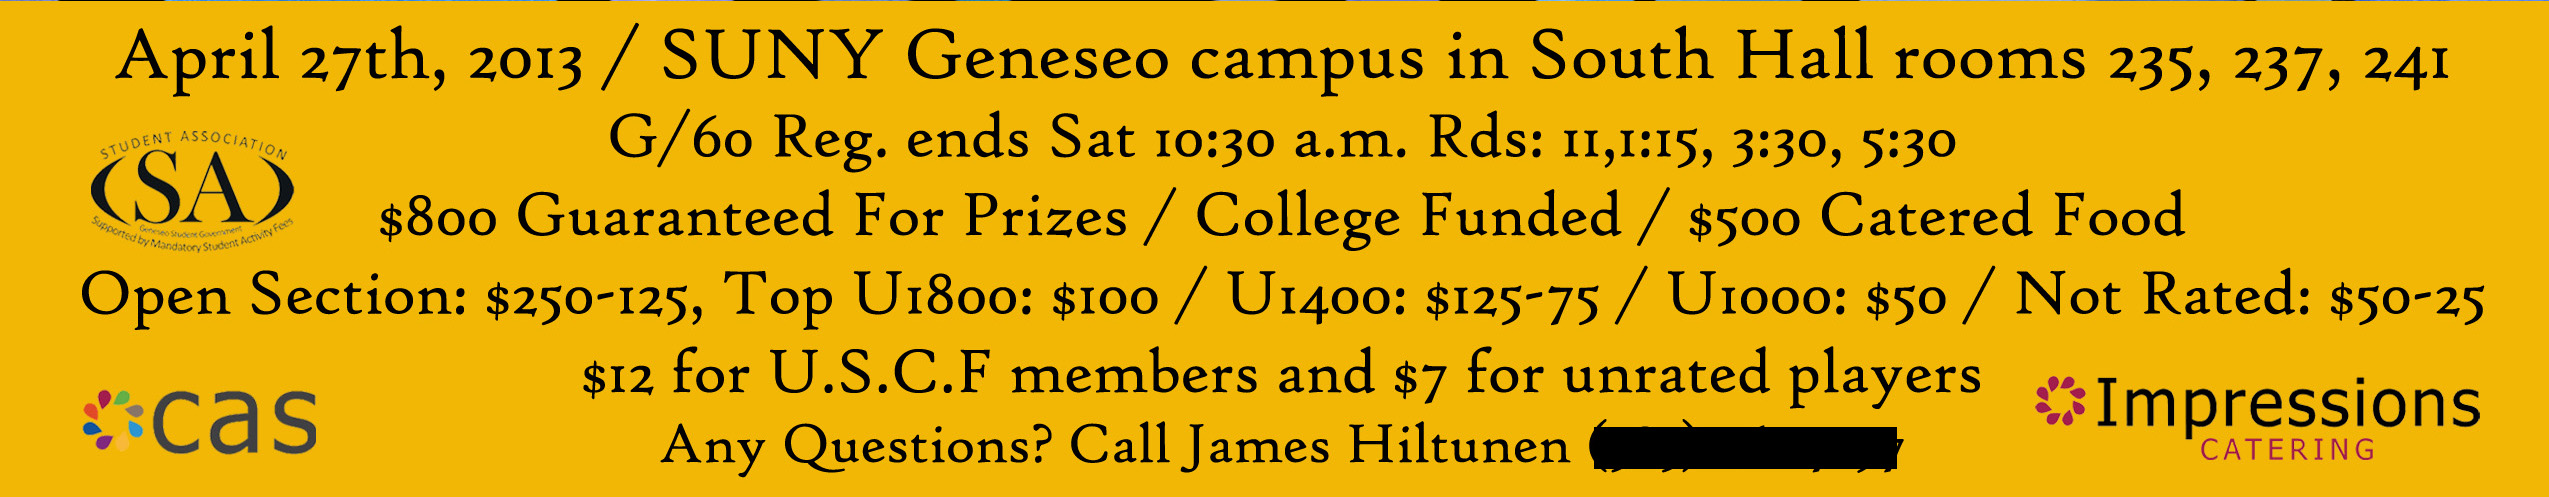 April 27th, 2013 / SUNY Geneseo campus in South Hall rooms 235, 237, 241
G/60 Reg. ends Sat 10:30 a.m. Rds: 11,1:15, 3:30, 5:30
STUDENT ASSOCIATION
(SA)
Geneseo Student Government
Supported by Mandatory Student Activity Fees
$800 Guaranteed For Prizes / College Funded / $500 Catered Food
Open Section: $250-125, Top U1800: $100 / U1400: $125-75 / U1000: $50 / Not Rated: $50-25
$12 for U.S.C.F members and $7 for unrated players
cas
Impressions
CATERING
Any Questions? Call James Hiltunen